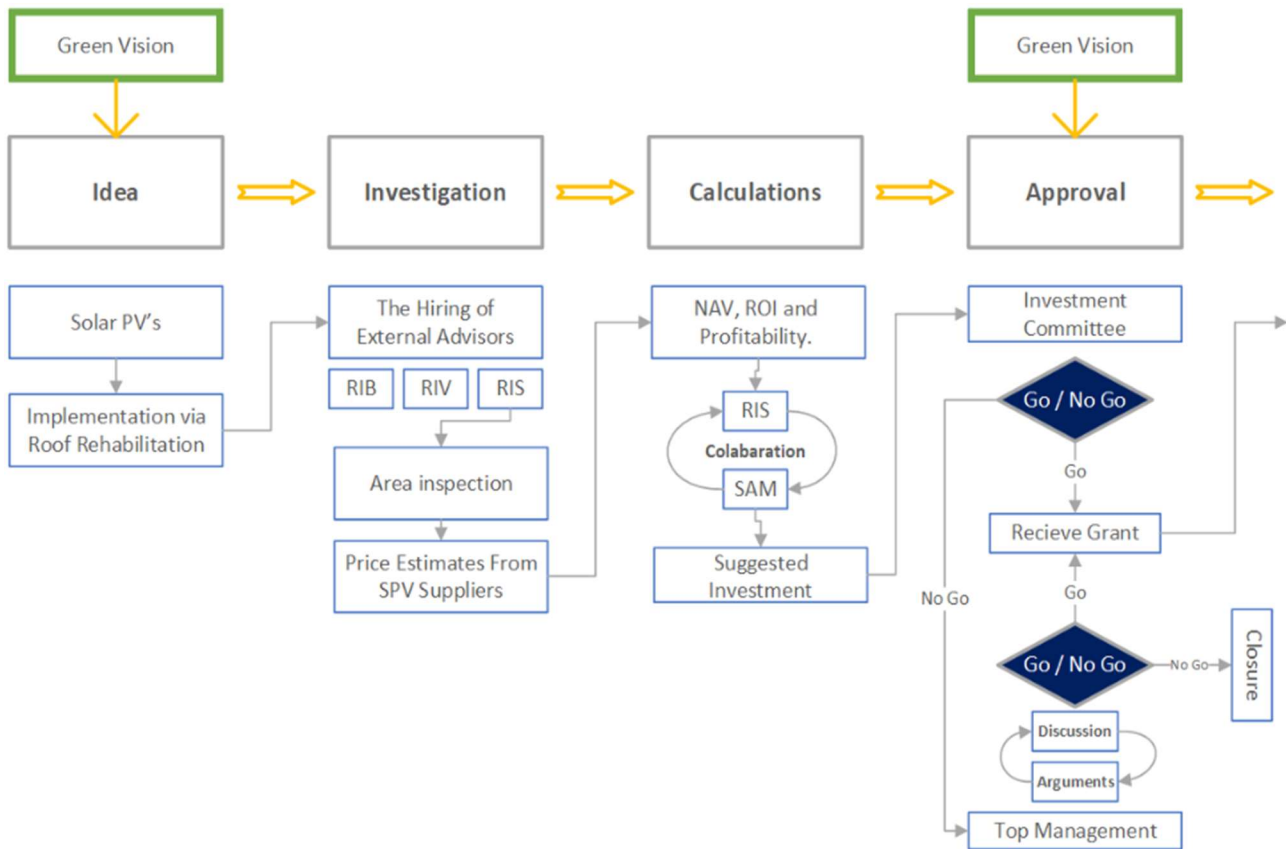 Green Vision
Green Vision
Idea
Investigation
Calculations
Approval
Solar PV's
Implementation via
Roof Rehabilitation
The Hiring of
External Advisors
RIB
RIV
RIS
Area inspection
Price Estimates From
SPV Suppliers
NAV, ROI and
Profitability.
RIS
Colabaration
SAM
Suggested
Investment
Investment
Committee
Go / No Go
Go
Recieve Grant
Go
No Go
Go / No Go
No Go
Closure
Discussion
Arguments
Top Management